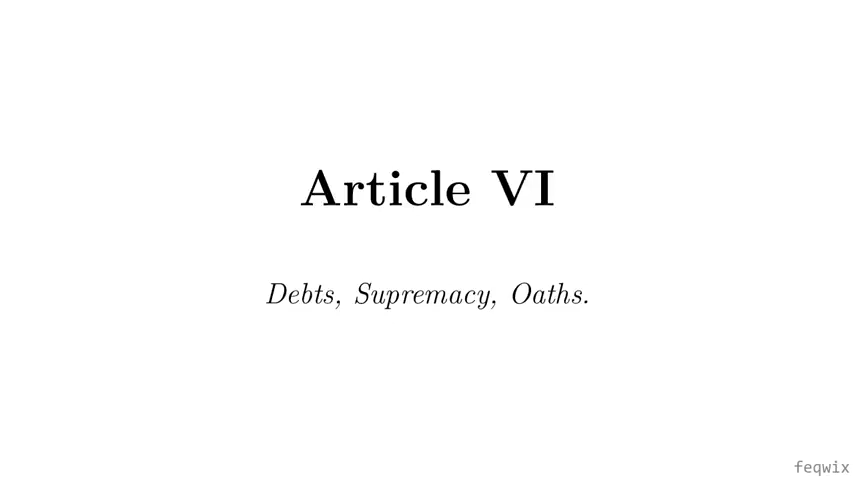 Article VI
Debts, Supremacy, Oaths.
feqwix